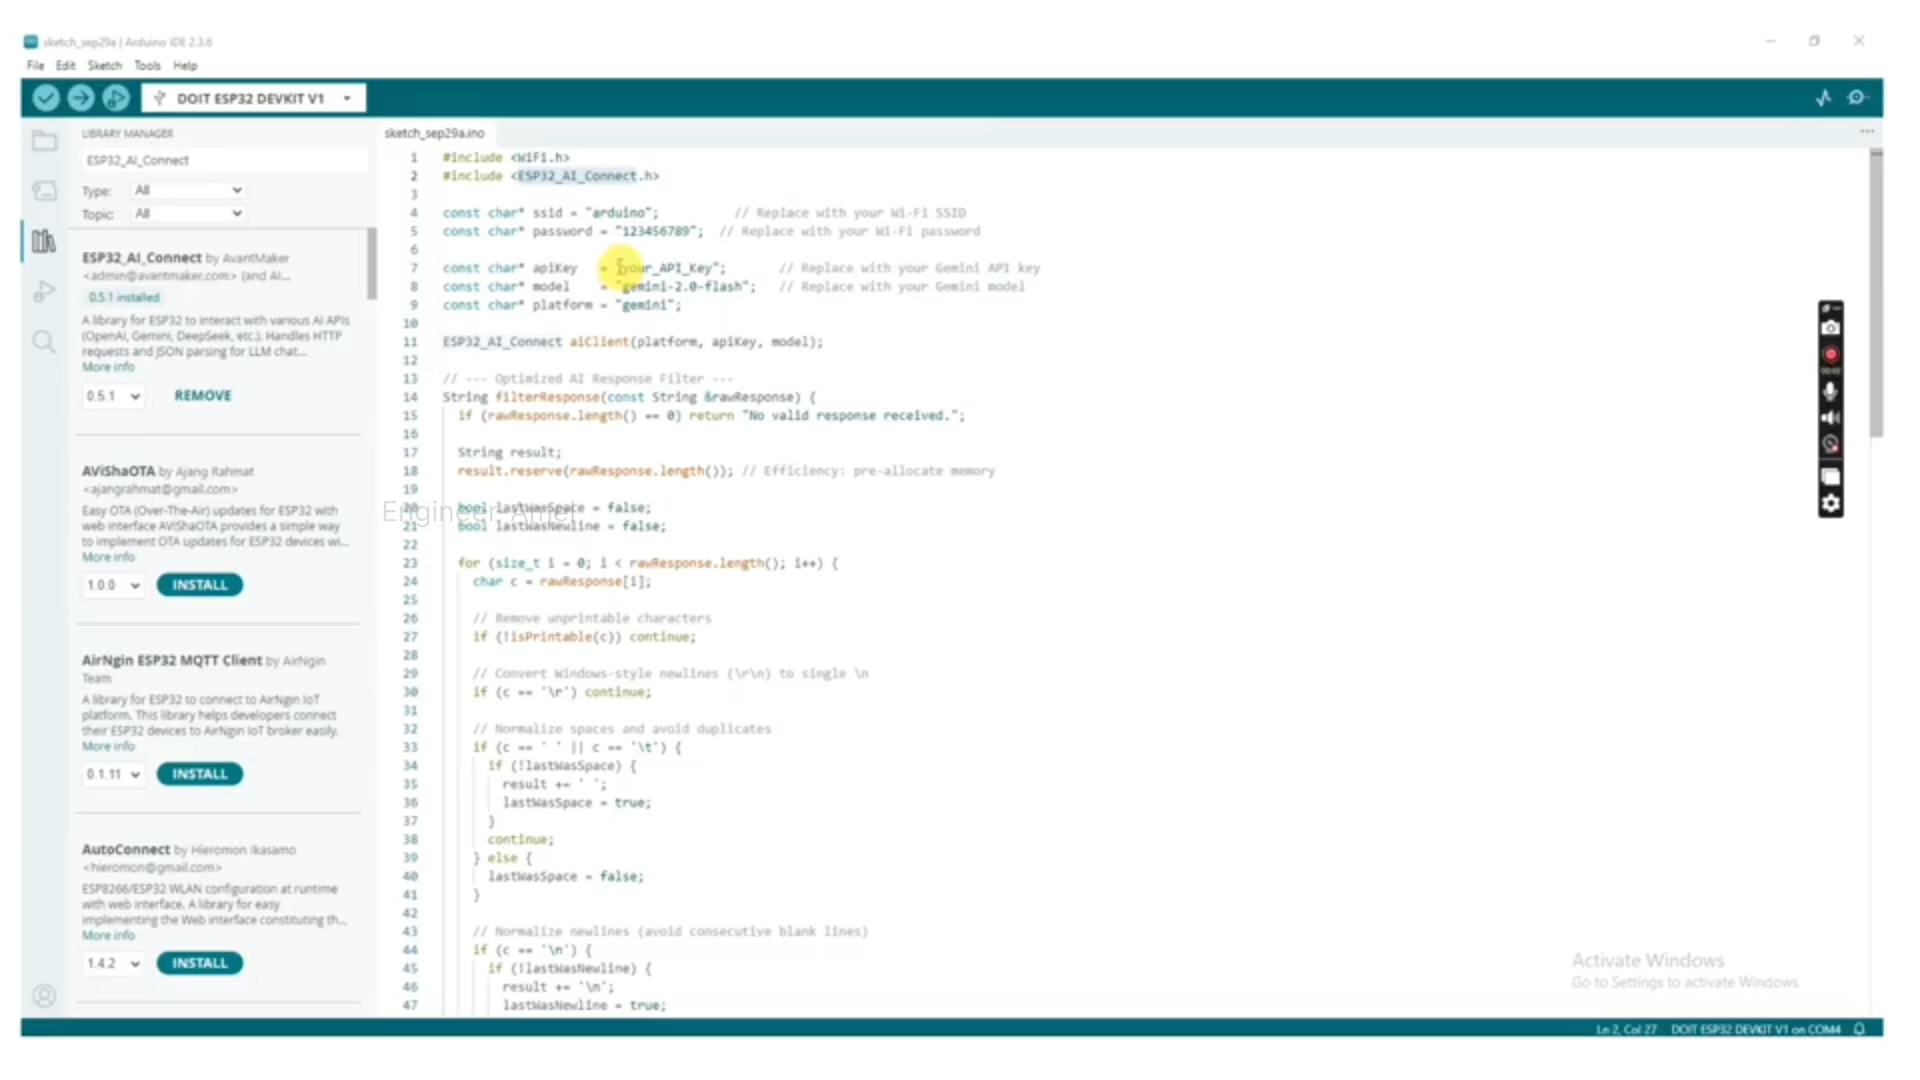 sketch_sep29a | Arduino IDE 2.3.6
File Edit Sketch Tools Help
DOIT ESP32 DEVKIT V1
LIBRARY MANAGER
ESP32_AI_Connect
Type: All
Topic: All
ESP32_AI_Connect by AvantMaker
<admin@avantmaker.com> (and AI...
0.5.1 installed
A library for ESP32 to interact with various AI APIs
(OpenAI, Gemini, DeepSeek, etc.). Handles HTTP
requests and JSON parsing for LLM chat...
More info
0.5.1 REMOVE
AViShaOTA by Ajang Rahmat
<ajangrahmat@gmail.com>
Easy OTA (Over-The-Air) updates for ESP32 with
web interface AViShaOTA provides a simple way
to implement OTA updates for ESP32 devices wi...
More info
1.0.0 INSTALL
AirNgin ESP32 MQTT Client by AirNgin
Team
A library for ESP32 to connect to AirNgin IoT
platform. This library helps developers connect
their ESP32 devices to AirNgin IoT broker easily.
More info
0.1.11 INSTALL
AutoConnect by Hieromon Ikasamo
<hieromon@gmail.com>
ESP8266/ESP32 WLAN configuration at runtime
with web interface. A library for easy
implementing the Web interface constituting th...
More info
1.4.2 INSTALL
sketch_sep29a.ino
1 #include <WiFi.h>
2 #include <ESP32_AI_Connect.h>
3
4 const char* ssid = "arduino"; // Replace with your Wi-Fi SSID
5 const char* password = "123456789"; // Replace with your Wi-Fi password
6
7 const char* apiKey = "your_API_Key"; // Replace with your Gemini API key
8 const char* model = "gemini-2.0-flash"; // Replace with your Gemini model
9 const char* platform = "gemini";
10
11 ESP32_AI_Connect aiClient(platform, apiKey, model);
12
13 // --- Optimized AI Response Filter ---
14 String filterResponse(const String &rawResponse) {
15 if (rawResponse.length() == 0) return "No valid response received.";
16
17 String result;
18 result.reserve(rawResponse.length()); // Efficiency: pre-allocate memory
19
20 bool lastWasSpace = false;
21 bool lastWasNewline = false;
22
23 for (size_t i = 0; i < rawResponse.length(); i++) {
24 char c = rawResponse[i];
25
26 // Remove unprintable characters
27 if (!isPrintable(c)) continue;
28
29 // Convert Windows-style newlines (\r\n) to single \n
30 if (c == '\r') continue;
31
32 // Normalize spaces and avoid duplicates
33 if (c == ' ' || c == '\t') {
34 if (!lastWasSpace) {
35 result += ' ';
36 lastWasSpace = true;
37 }
38 continue;
39 } else {
40 lastWasSpace = false;
41 }
42
43 // Normalize newlines (avoid consecutive blank lines)
44 if (c == '\n') {
45 if (!lastWasNewline) {
46 result += '\n';
47 lastWasNewline = true;
Engineer
Activate Windows
Go to Settings to activate Windows.
Ln 2, Col 27 DOIT ESP32 DEVKIT V1 on COM4